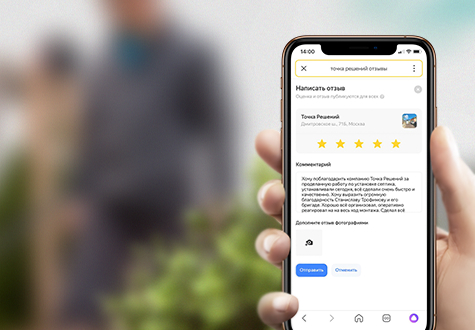 14:00
точка решений отзывы
Написать отзыв
Оценка и отзыв публикуются для всех
Точка Решений
Дмитровское ш., 71Б, Москва
Комментарий
Хочу поблагодарить компанию Точка Решений за
проделанную работу по установке септика,
устанавливали сегодня, всё сделали очень быстро и
качественно. Хочу выразить огромную
благодарность Станиславу Трофимову и его
бригаде. Хорошо всё организовал, оперативно
реагировал на на весь ход монтажа. Сделал всё
Дополните отзыв фотографиями
Отправить
Отменить